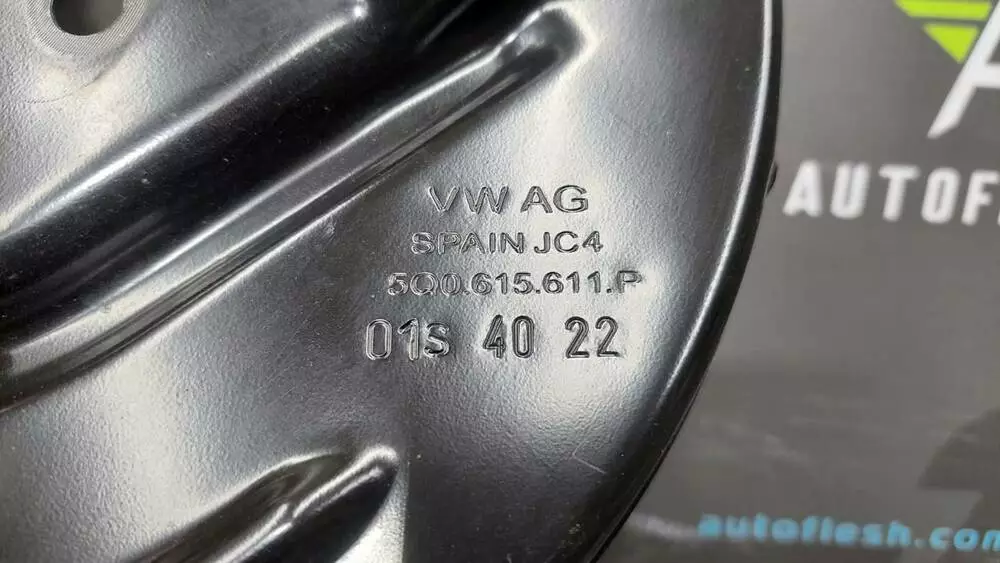 VW AG
SPAIN JC4
5Q0.615.611.P
01s 40 22
AUTOF
autoflesh.com